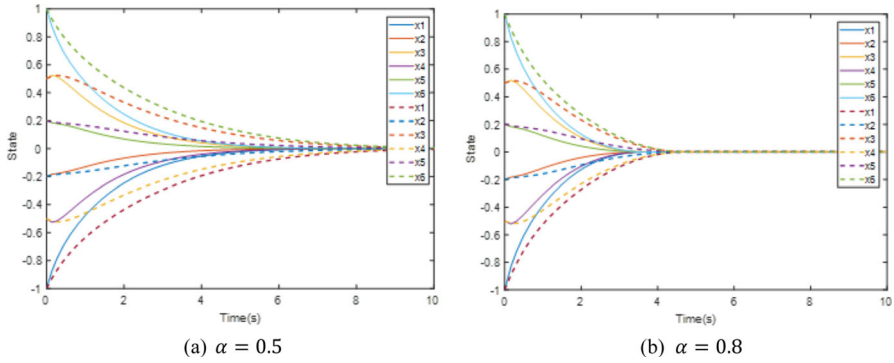 1
0.8
0.6
0.4
0.2
0
-0.2
-0.4
-0.6
-0.8
-1
State
0
2
4
6
8
10
Time(s)
x1
x2
x3
x4
x5
x6
x1
x2
x3
x4
x5
x6
(a) α = 0.5
1
0.8
0.6
0.4
0.2
0
-0.2
-0.4
-0.6
-0.8
-1
State
0
2
4
6
8
10
Time(s)
x1
x2
x3
x4
x5
x6
x1
x2
x3
x4
x5
x6
(b) α = 0.8